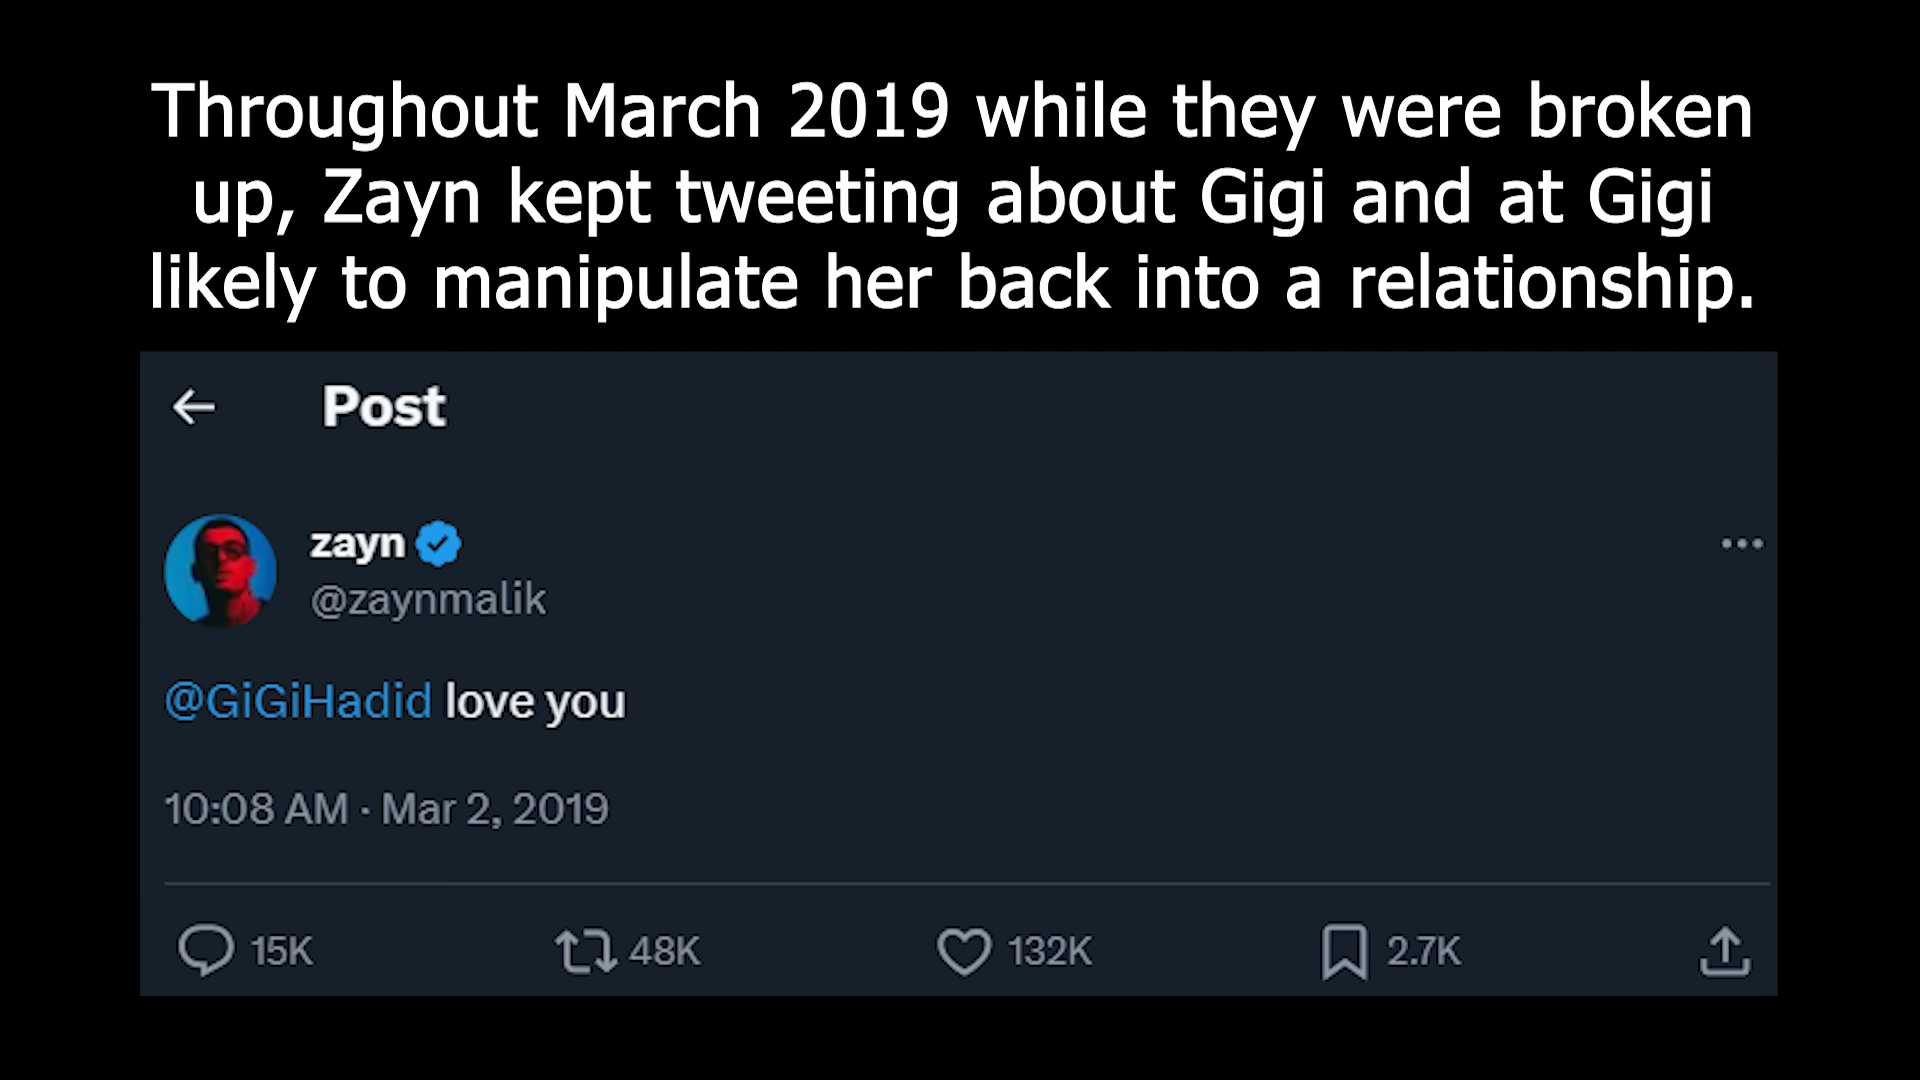 Throughout March 2019 while they were broken
up, Zayn kept tweeting about Gigi and at Gigi
likely to manipulate her back into a relationship.
Post
zayn
@zaynmalik
@GiGiHadid love you
10:08 AM · Mar 2, 2019
15K 48K 132K 2.7K